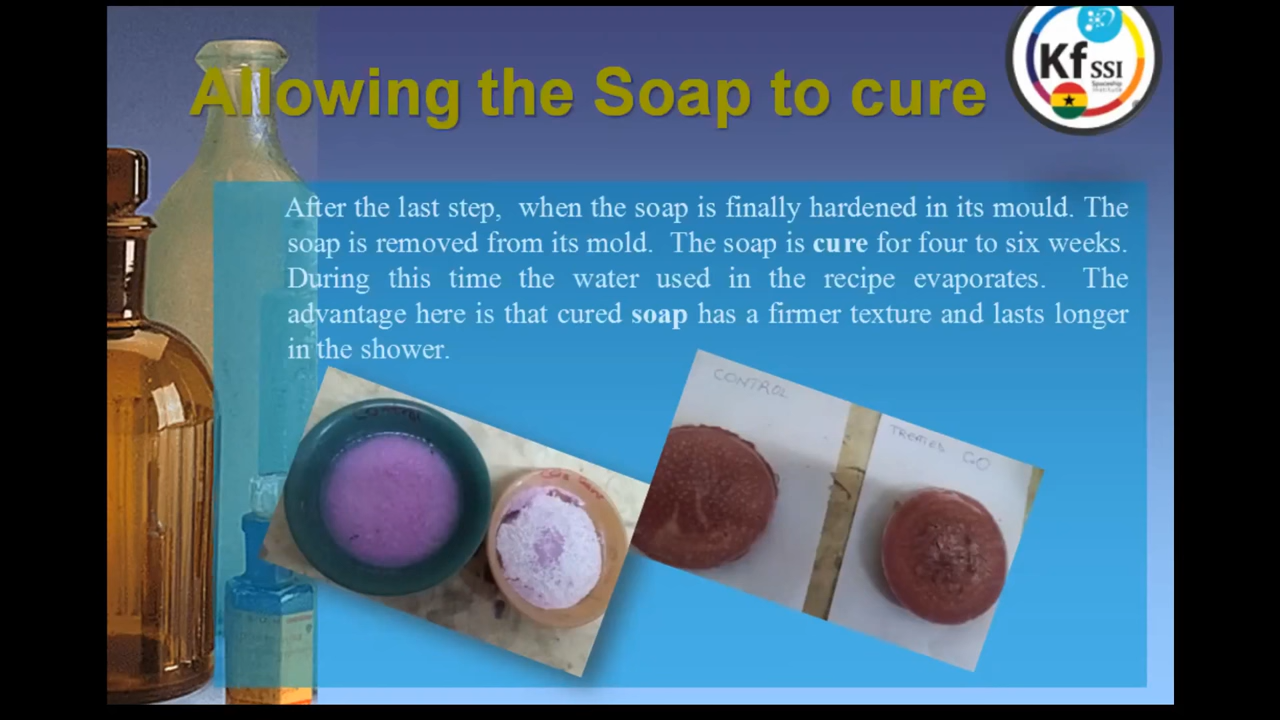 Allowing the Soap to cure
Kf SSI
Spaceship
Institute
After the last step, when the soap is finally hardened in its mould. The
soap is removed from its mold. The soap is cure for four to six weeks.
During this time the water used in the recipe evaporates. The
advantage here is that cured soap has a firmer texture and lasts longer
in the shower.
CONTROL
CONTROL
TREATED GO